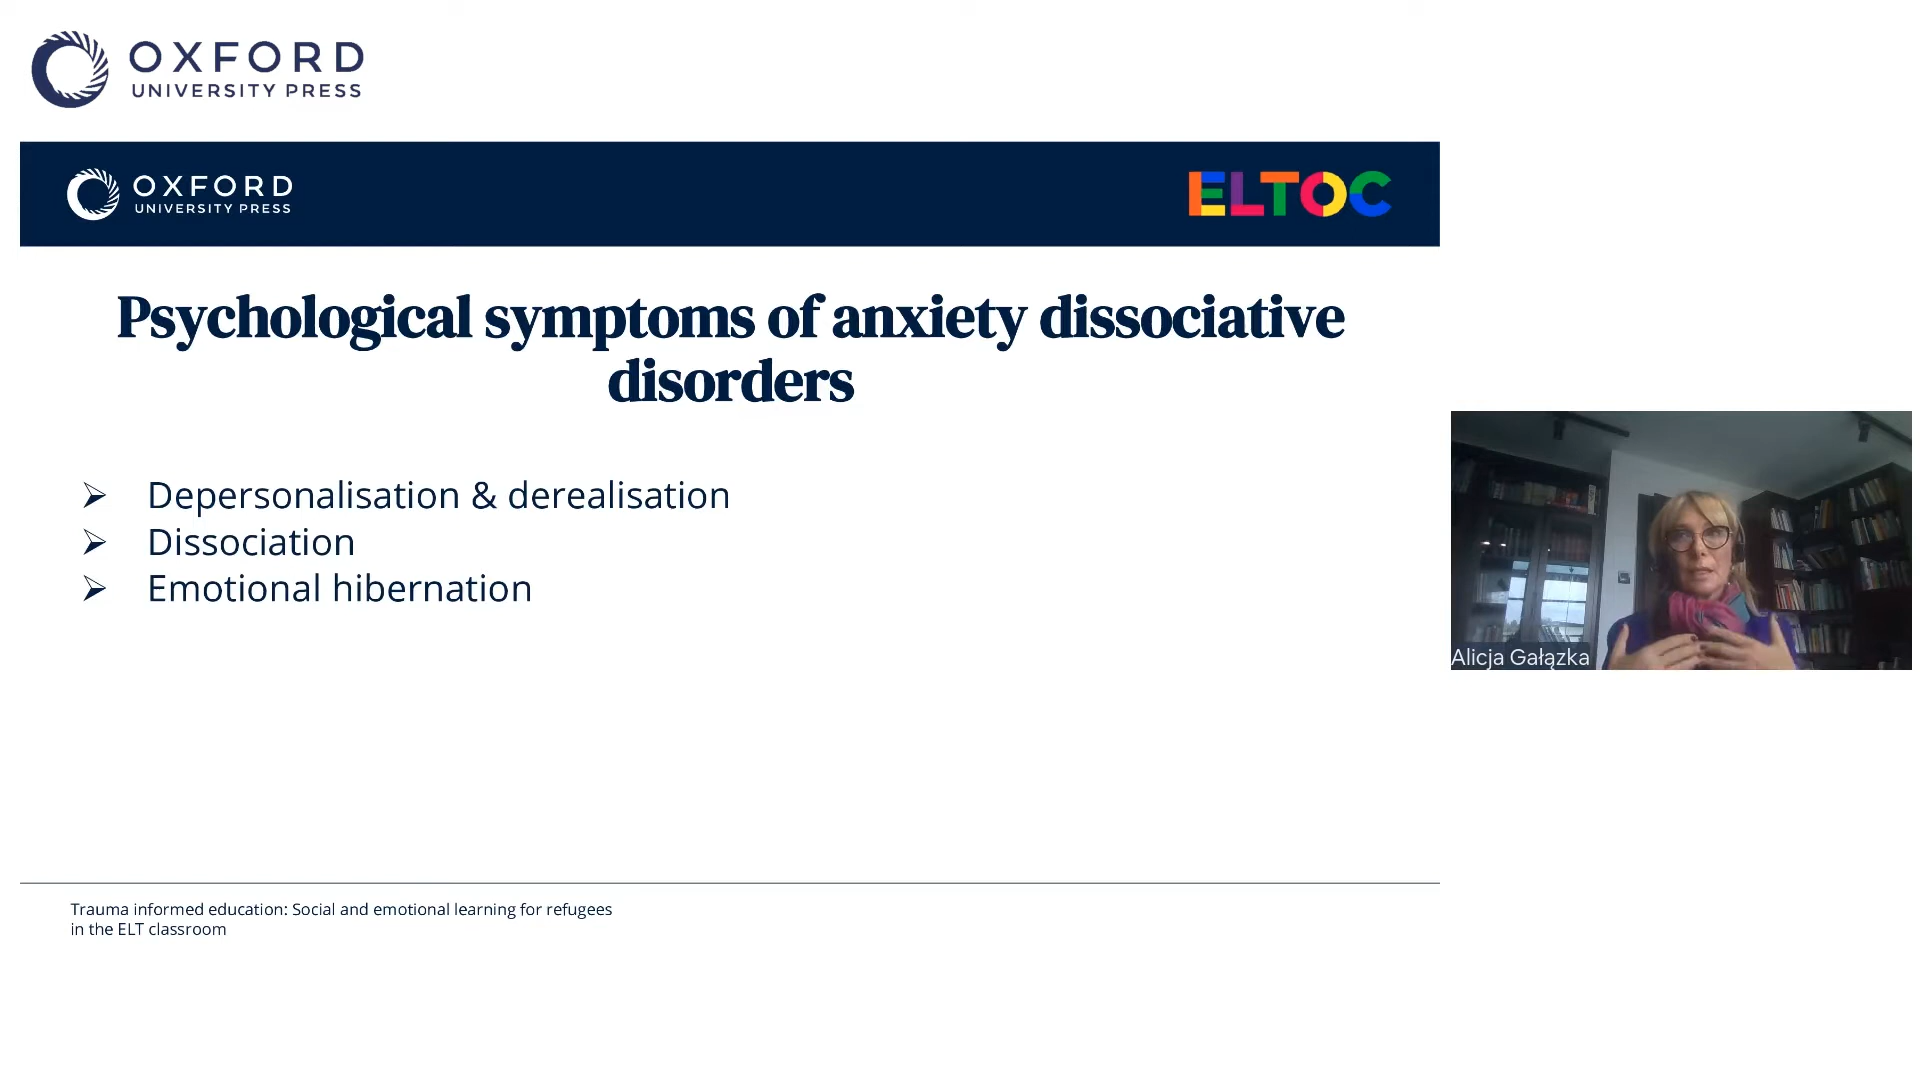 OXFORD
UNIVERSITY PRESS
OXFORD
UNIVERSITY PRESS
ELTOC
Psychological symptoms of anxiety dissociative
disorders
Depersonalisation & derealisation
Dissociation
Emotional hibernation
Alicja Gałązka
Trauma informed education: Social and emotional learning for refugees
in the ELT classroom